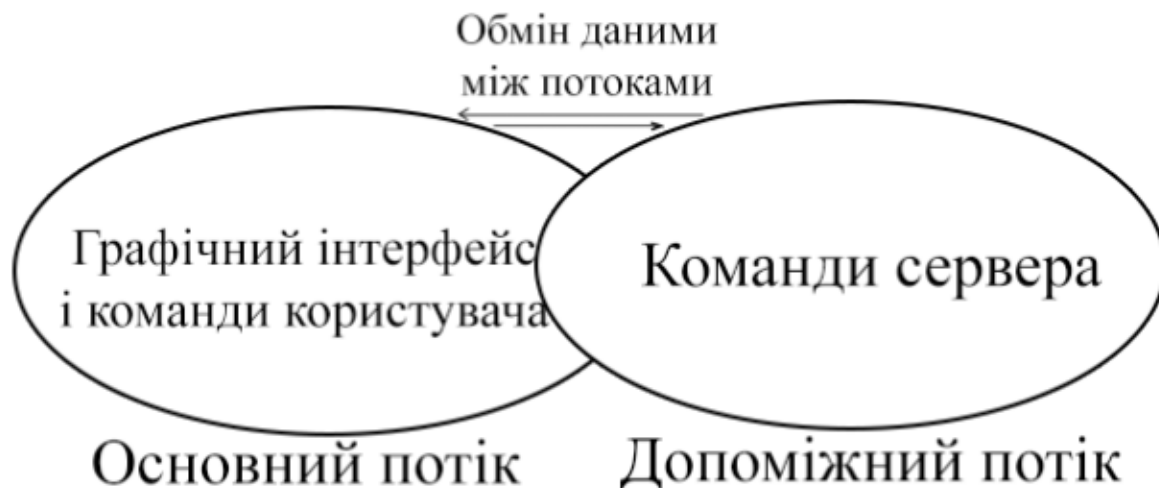 Обмін даними
між потоками
Графічний інтерфейс
і команди користувача
Команди сервера
Основний потік
Допоміжний потік